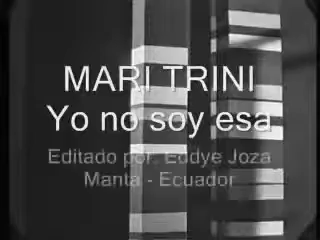 MARI TRINI
Yo no soy esa
Editado por: Eddye Joza
Manta - Ecuador